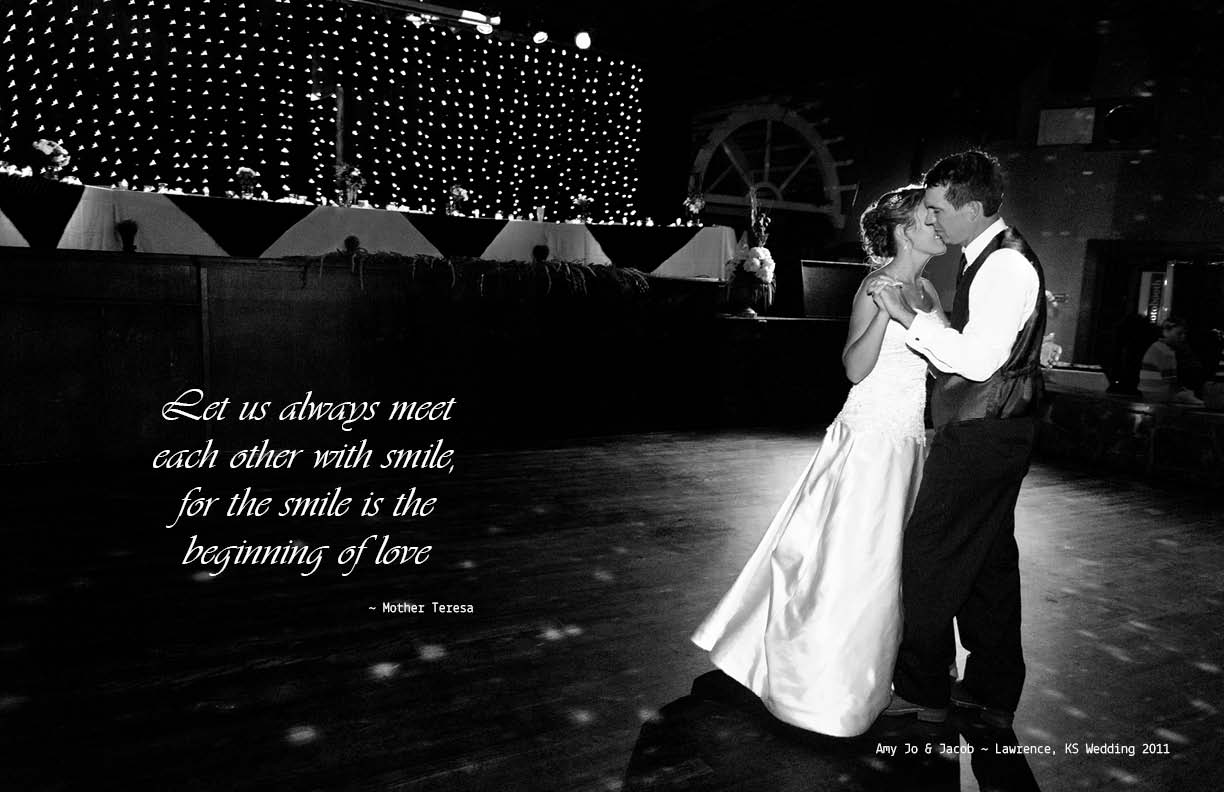 Let us always meet
each other with smile,
for the smile is the
beginning of love
~ Mother Teresa
Amy Jo & Jacob ~ Lawrence, KS Wedding 2011